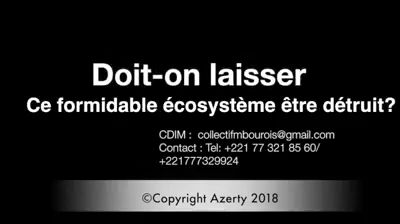 Doit-on laisser
Ce formidable écosystème être détruit?
CDIM : collectifmbourois@gmail.com
Contact : Tel: +221 77 321 85 60/
+221777329924
©Copyright Azerty 2018